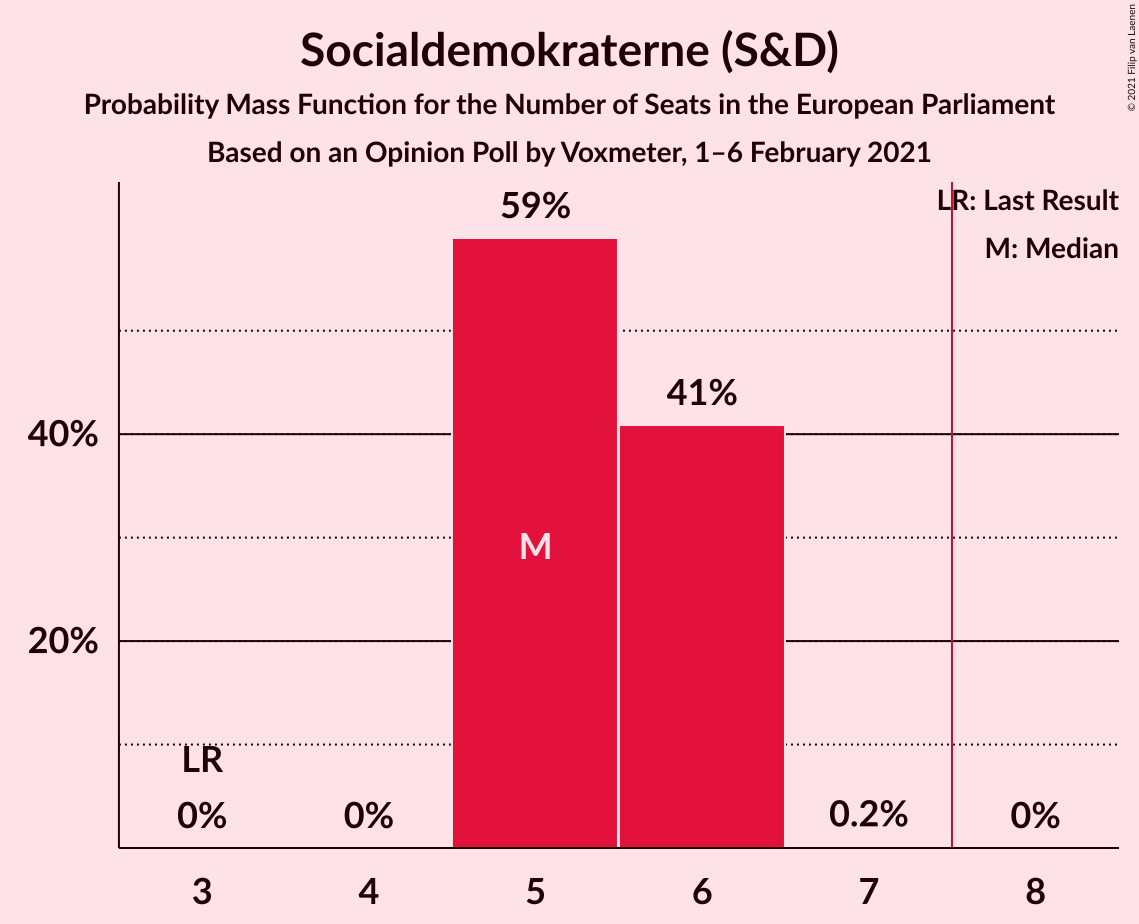 Socialdemokraterne (S&D)
Probability Mass Function for the Number of Seats in the European Parliament
Based on an Opinion Poll by Voxmeter, 1–6 February 2021
© 2021 Filip van Laenen
LR: Last Result
M: Median
59%
41%
40%
M
20%
LR
0%
0%
0.2%
0%
3
4
5
6
7
8